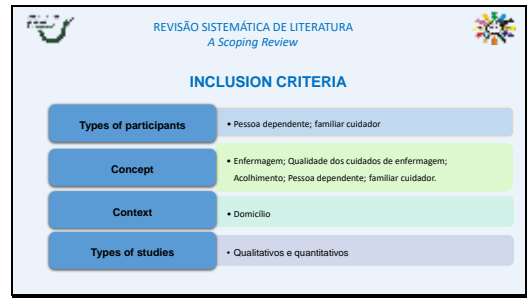 REVISÃO SISTEMÁTICA DE LITERATURA
A Scoping Review
INCLUSION CRITERIA
Types of participants
• Pessoa dependente; familiar cuidador
Concept
• Enfermagem; Qualidade dos cuidados de enfermagem;
Acolhimento; Pessoa dependente; familiar cuidador.
Context
• Domicílio
Types of studies
• Qualitativos e quantitativos